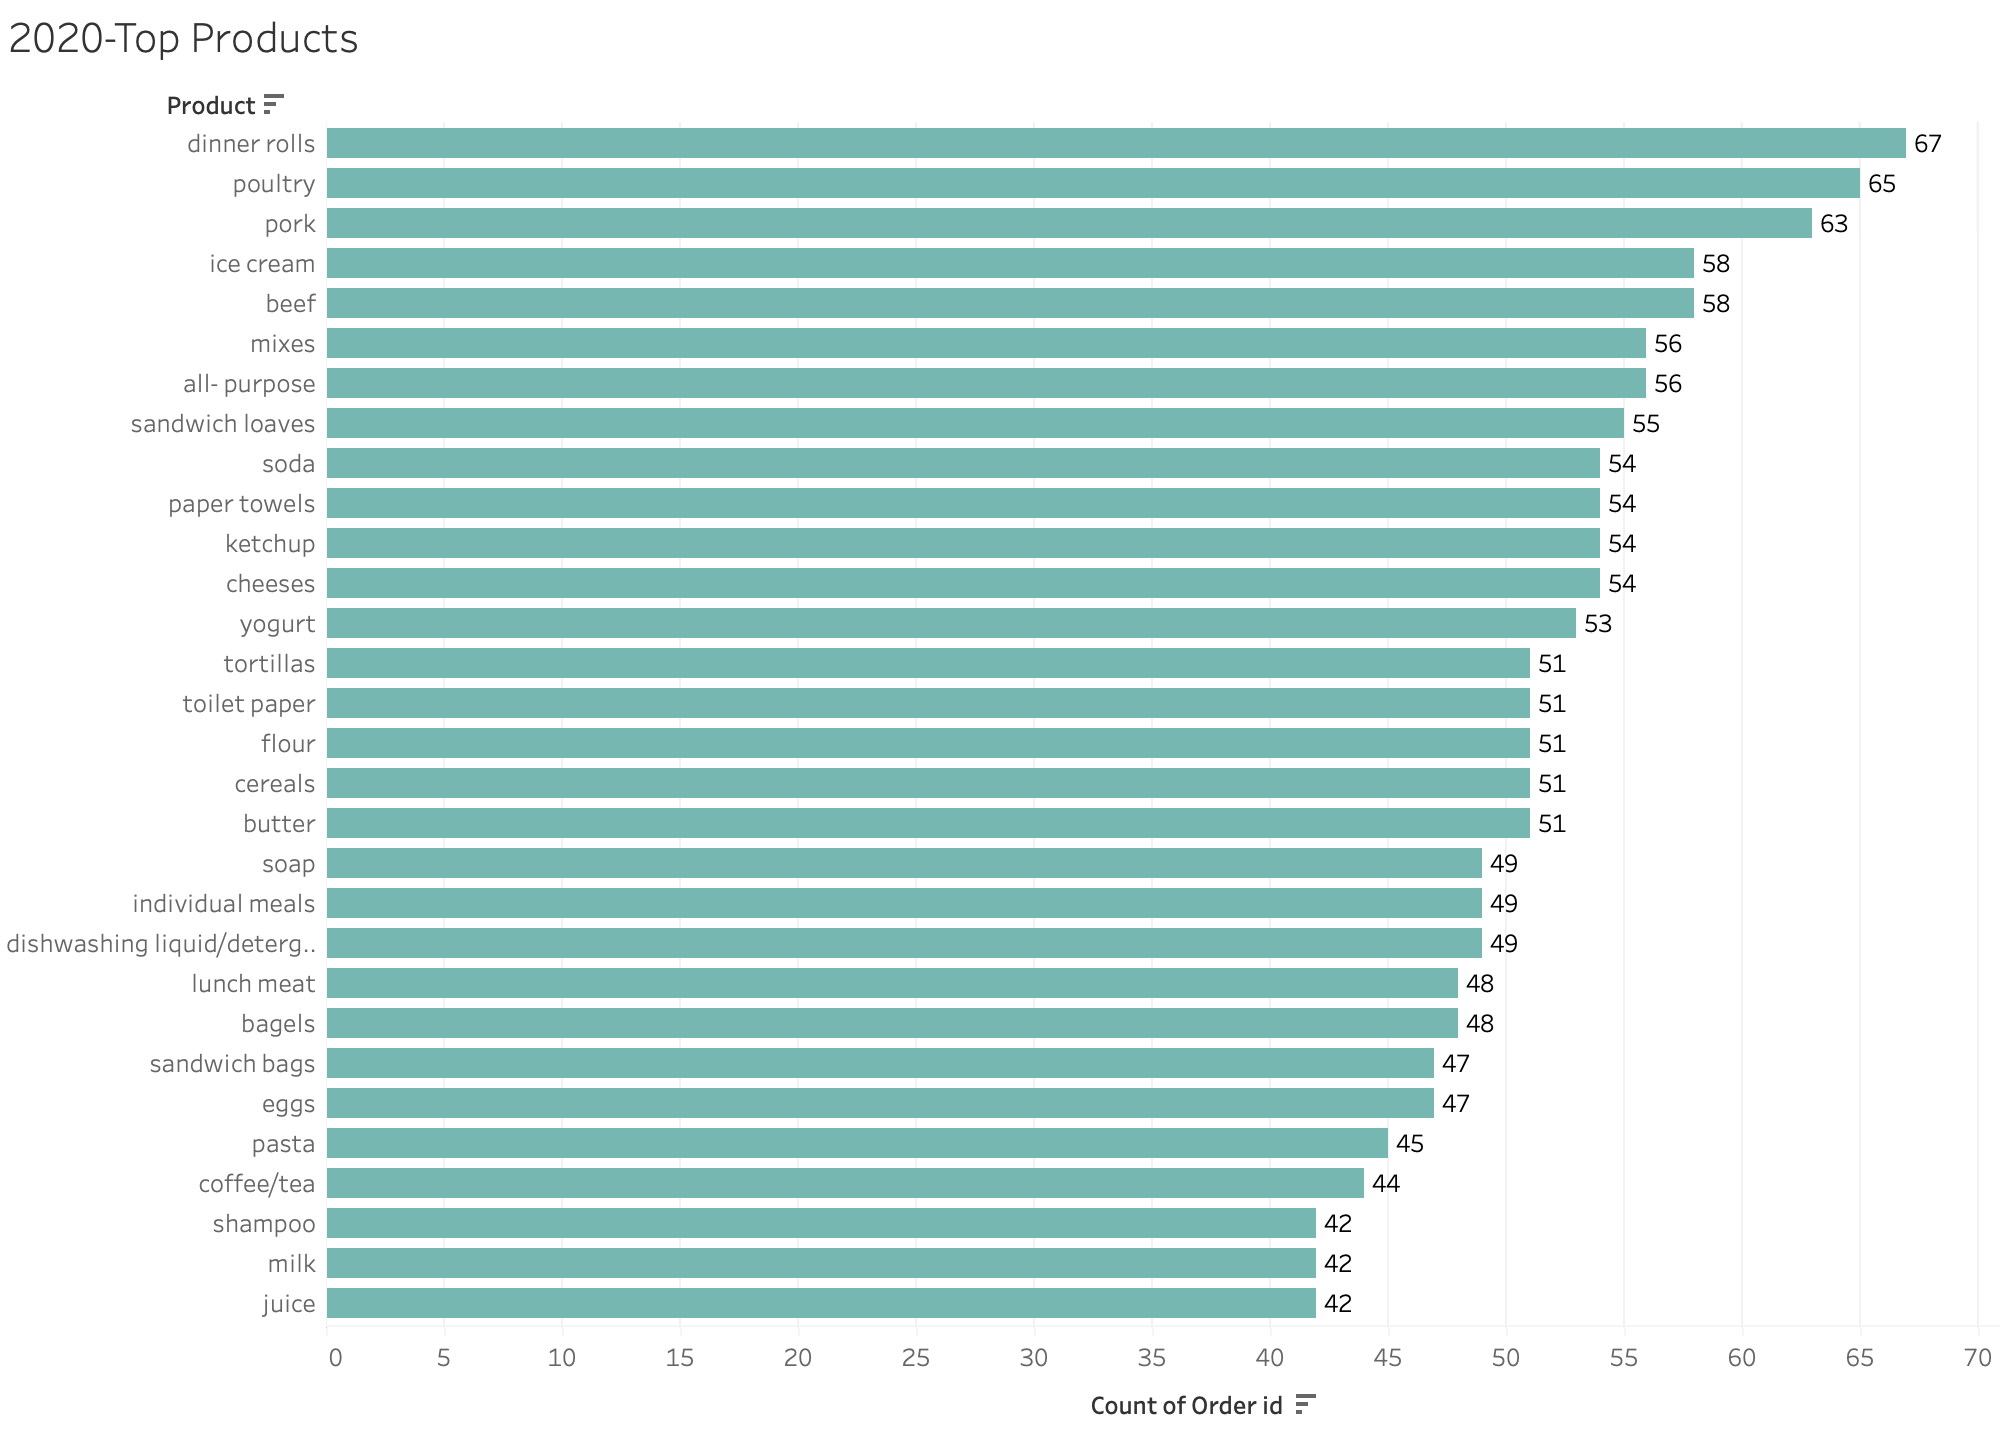 2020-Top Products
Product
dinner rolls 67
poultry 65
pork 63
ice cream 58
beef 58
mixes 56
all- purpose 56
sandwich loaves 55
soda 54
paper towels 54
ketchup 54
cheeses 54
yogurt 53
tortillas 51
toilet paper 51
flour 51
cereals 51
butter 51
soap 49
individual meals 49
dishwashing liquid/deterg.. 49
lunch meat 48
bagels 48
sandwich bags 47
eggs 47
pasta 45
coffee/tea 44
shampoo 42
milk 42
juice 42
0 5 10 15 20 25 30 35 40 45 50 55 60 65 70
Count of Order id